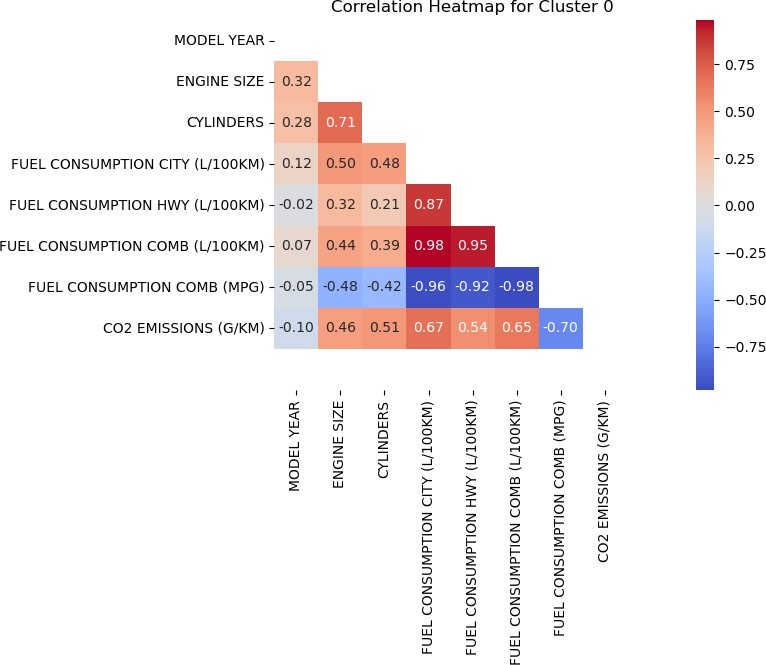 Correlation Heatmap for Cluster 0
MODEL YEAR
ENGINE SIZE 0.32
CYLINDERS 0.28 0.71
FUEL CONSUMPTION CITY (L/100KM) 0.12 0.50 0.48
FUEL CONSUMPTION HWY (L/100KM) -0.02 0.32 0.21 0.87
FUEL CONSUMPTION COMB (L/100KM) 0.07 0.44 0.39 0.98 0.95
FUEL CONSUMPTION COMB (MPG) -0.05 -0.48 -0.42 -0.96 -0.92 -0.98
CO2 EMISSIONS (G/KM) -0.10 0.46 0.51 0.67 0.54 0.65 -0.70
MODEL YEAR
ENGINE SIZE
CYLINDERS
FUEL CONSUMPTION CITY (L/100KM)
FUEL CONSUMPTION HWY (L/100KM)
FUEL CONSUMPTION COMB (L/100KM)
FUEL CONSUMPTION COMB (MPG)
CO2 EMISSIONS (G/KM)
0.75
0.50
0.25
0.00
−0.25
−0.50
−0.75